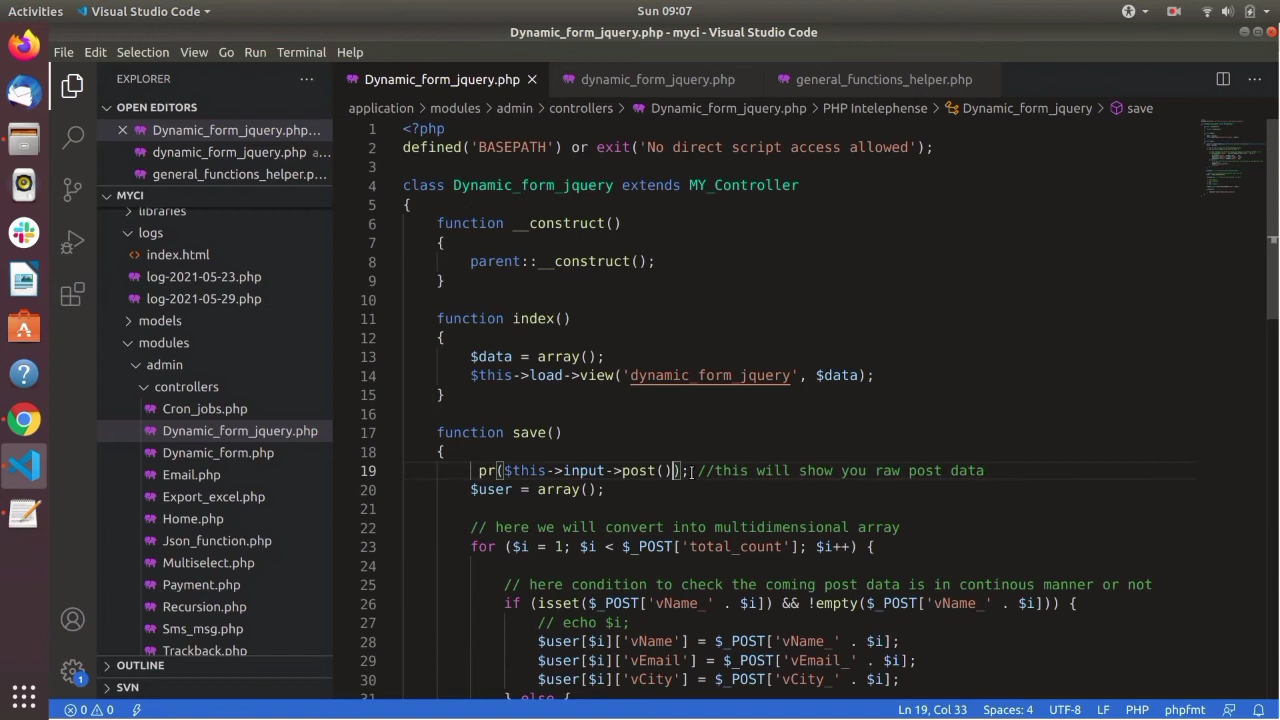 Activities
Visual Studio Code
Sun 09:07
Dynamic_form_jquery.php - myci - Visual Studio Code
File Edit Selection View Go Run Terminal Help
EXPLORER
OPEN EDITORS
Dynamic_form_jquery.php...
dynamic_form_jquery.php a...
general_functions_helper.p...
MYCI
libraries
logs
index.html
log-2021-05-23.php
log-2021-05-29.php
models
modules
admin
controllers
Cron_jobs.php
Dynamic_form_jquery.php
Dynamic_form.php
Email.php
Export_excel.php
Home.php
Json_function.php
Multiselect.php
Payment.php
Recursion.php
Sms_msg.php
Trackback.php
OUTLINE
SVN
Dynamic_form_jquery.php dynamic_form_jquery.php general_functions_helper.php
application > modules > admin > controllers > Dynamic_form_jquery.php > PHP Intelephense > Dynamic_form_jquery > save
1 <?php
2 defined('BASEPATH') or exit('No direct script access allowed');
3
4 class Dynamic_form_jquery extends MY_Controller
5 {
6 function __construct()
7 {
8 parent::__construct();
9 }
10
11 function index()
12 {
13 $data = array();
14 $this->load->view('dynamic_form_jquery', $data);
15 }
16
17 function save()
18 {
19 pr($this->input->post()); //this will show you raw post data
20 $user = array();
21
22 // here we will convert into multidimensional array
23 for ($i = 1; $i < $_POST['total_count']; $i++) {
24
25 // here condition to check the coming post data is in continous manner or not
26 if (isset($_POST['vName_' . $i]) && !empty($_POST['vName_' . $i])) {
27 // echo $i;
28 $user[$i]['vName'] = $_POST['vName_' . $i];
29 $user[$i]['vEmail'] = $_POST['vEmail_' . $i];
30 $user[$i]['vCity'] = $_POST['vCity_' . $i];
31 } else {
0 0
Ln 19, Col 33 Spaces: 4 UTF-8 LF PHP phpfmt
1